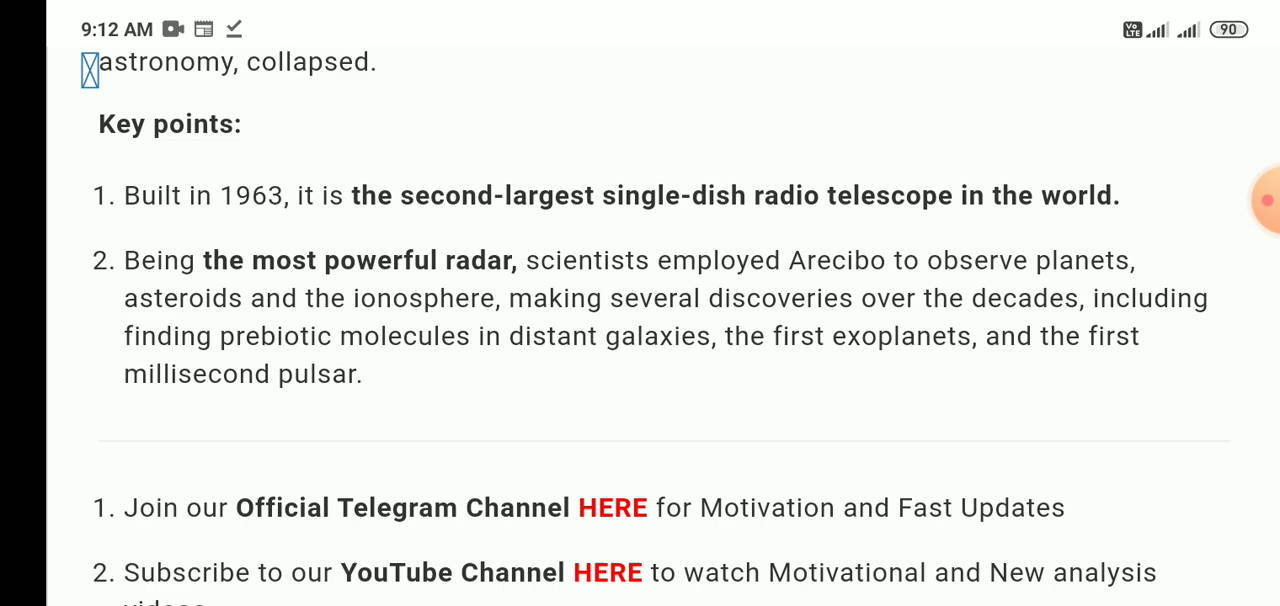 9:12 AM
Vo LTE 90
astronomy, collapsed.
Key points:
1. Built in 1963, it is the second-largest single-dish radio telescope in the world.
2. Being the most powerful radar, scientists employed Arecibo to observe planets,
asteroids and the ionosphere, making several discoveries over the decades, including
finding prebiotic molecules in distant galaxies, the first exoplanets, and the first
millisecond pulsar.
1. Join our Official Telegram Channel HERE for Motivation and Fast Updates
2. Subscribe to our YouTube Channel HERE to watch Motivational and New analysis